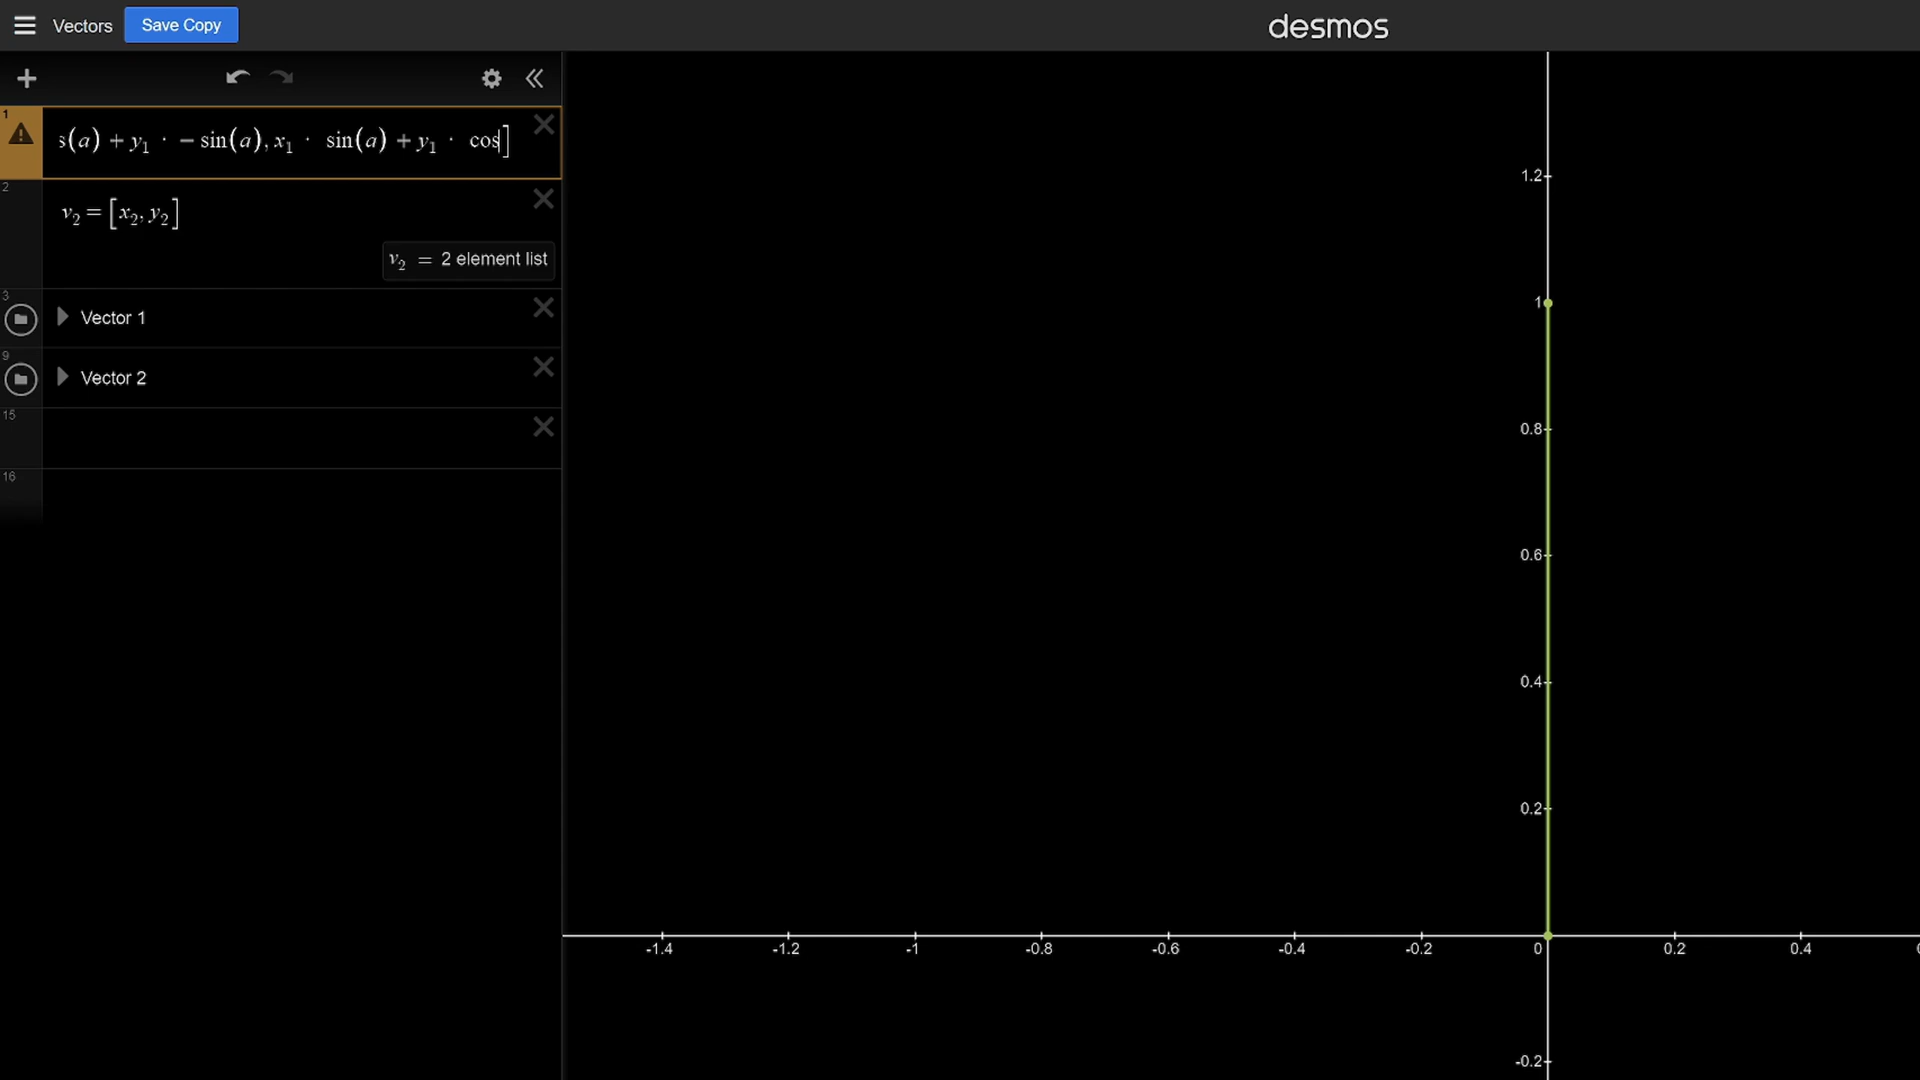 Vectors
Save Copy
desmos
1
s(a) + y₁ · − sin(a), x₁ · sin(a) + y₁ · cos]
2
v₂ = [x₂, y₂]
v₂ = 2 element list
3
Vector 1
9
Vector 2
15
16
1.2
1
0.8
0.6
0.4
0.2
-1.4 -1.2 -1 -0.8 -0.6 -0.4 -0.2 0 0.2 0.4
-0.2